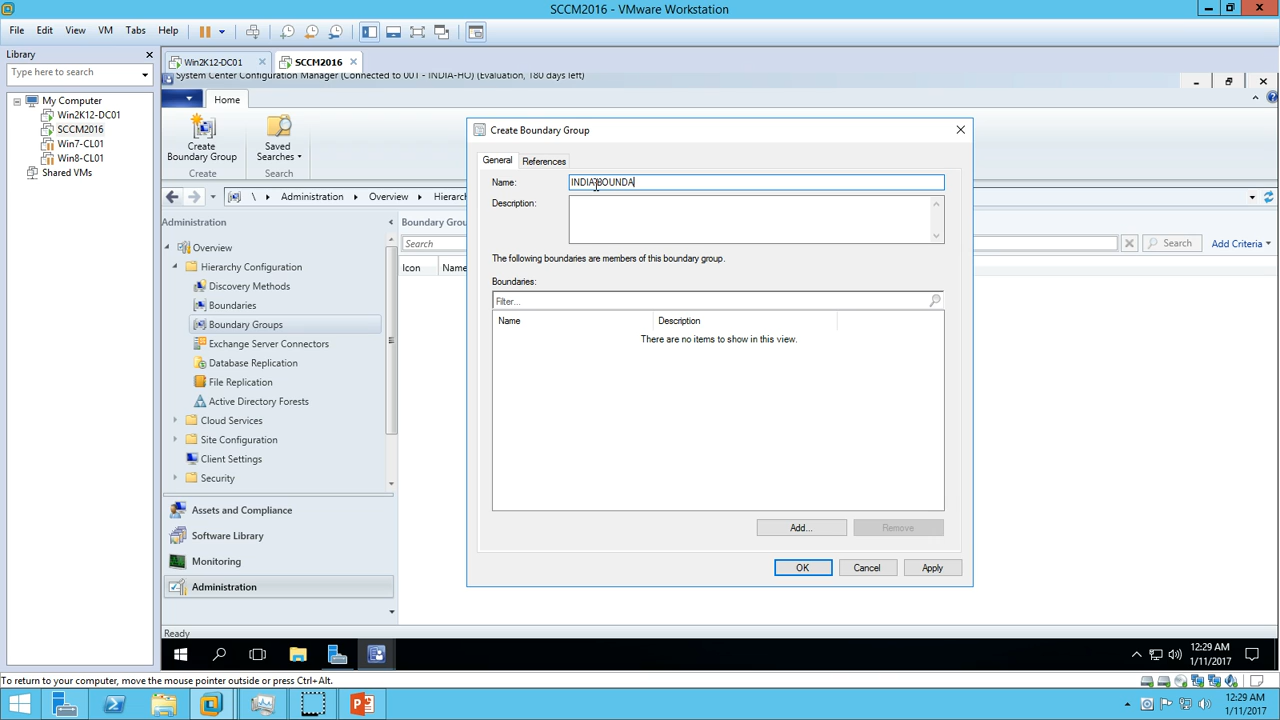 SCCM2016 - VMware Workstation
File Edit View VM Tabs Help
Library
Type here to search
My Computer
Win2K12-DC01
SCCM2016
Win7-CL01
Win8-CL01
Shared VMs
Win2K12-DC01
SCCM2016
System Center Configuration Manager (Connected to 001 - INDIA-HO) (Evaluation, 180 days left)
Home
Create Boundary Group
Saved Searches
Create
Search
\ Administration Overview Hierarch
Administration
Overview
Hierarchy Configuration
Discovery Methods
Boundaries
Boundary Groups
Exchange Server Connectors
Database Replication
File Replication
Active Directory Forests
Cloud Services
Site Configuration
Client Settings
Security
Assets and Compliance
Software Library
Monitoring
Administration
Boundary Grou
Search
Search
Add Criteria
Icon Name
Create Boundary Group
General References
Name:
Description:
The following boundaries are members of this boundary group.
Boundaries:
Filter...
Name Description
There are no items to show in this view.
Add... Remove
OK Cancel Apply
Ready
12:29 AM
1/11/2017
To return to your computer, move the mouse pointer outside or press Ctrl+Alt.
12:29 AM
1/11/2017